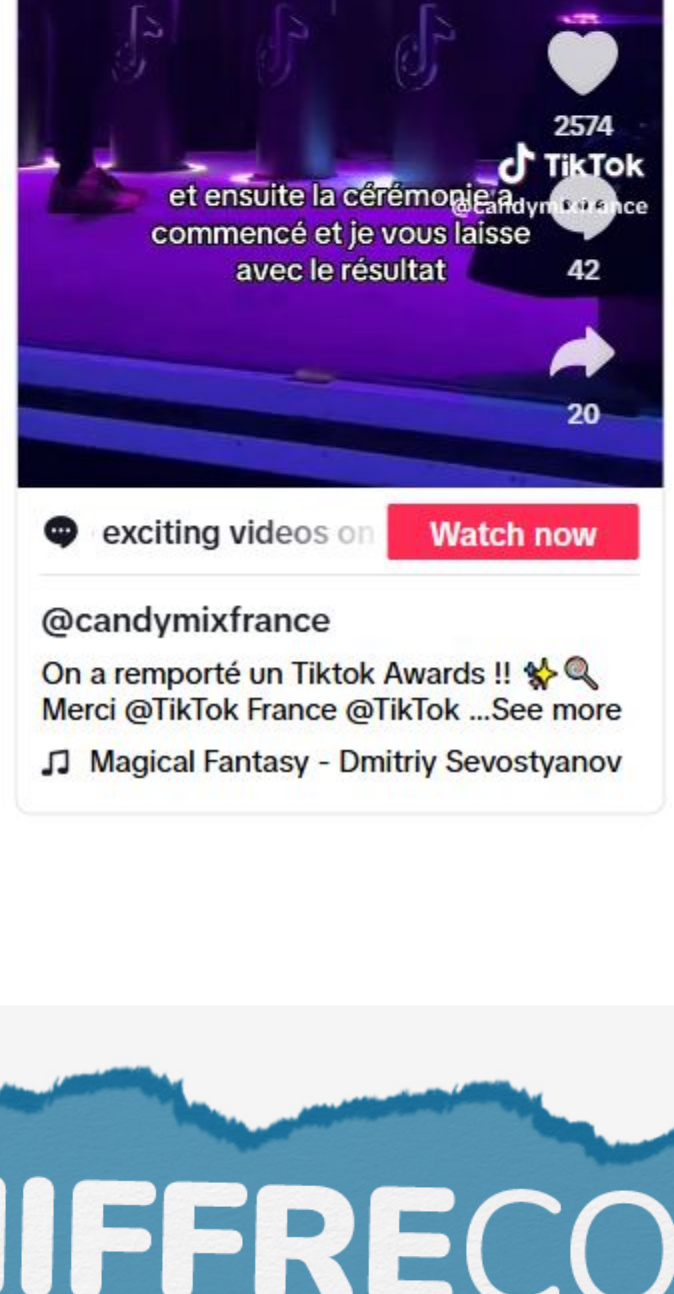 2574
TikTok
@candymixfrance
et ensuite la cérémonie a
commencé et je vous laisse
avec le résultat
42
20
exciting videos on
Watch now
@candymixfrance
On a remporté un Tiktok Awards !! ✨🍭
Merci @TikTok France @TikTok ...See more
Magical Fantasy - Dmitriy Sevostyanov
IFFRECO